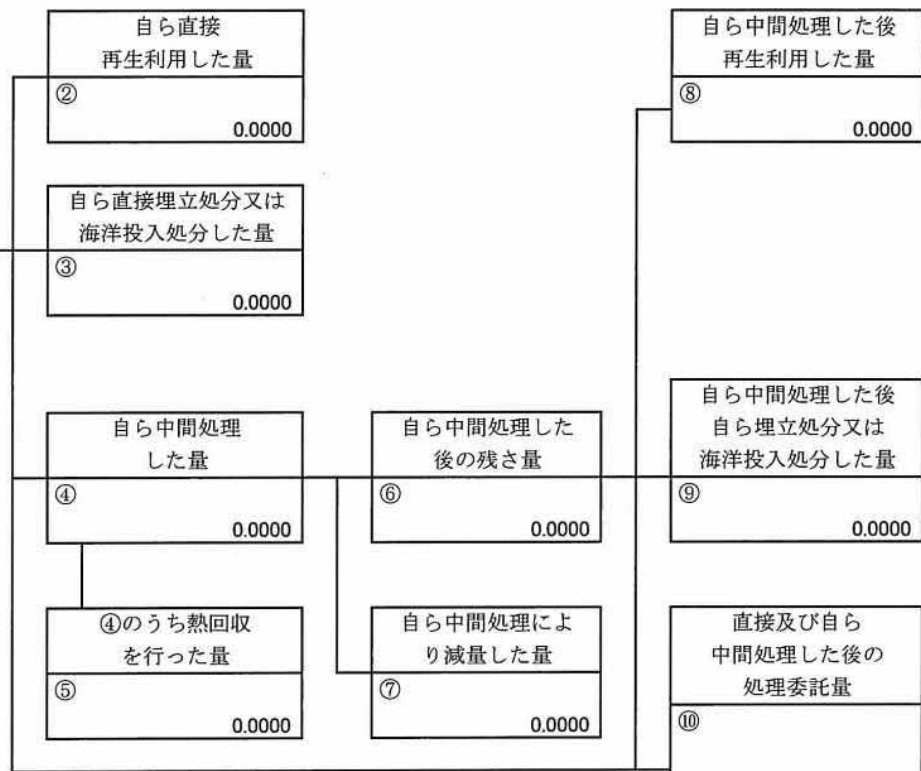 自ら直接
再生利用した量
②
0.0000
自ら中間処理した後
再生利用した量
⑧
0.0000
自ら直接埋立処分又は
海洋投入処分した量
③
0.0000
自ら中間処理
した量
④
0.0000
自ら中間処理した
後の残さ量
⑥
0.0000
自ら中間処理した後
自ら埋立処分又は
海洋投入処分した量
⑨
0.0000
④のうち熱回収
を行った量
⑤
0.0000
自ら中間処理によ
り減量した量
⑦
0.0000
直接及び自ら
中間処理した後の
処理委託量
⑩